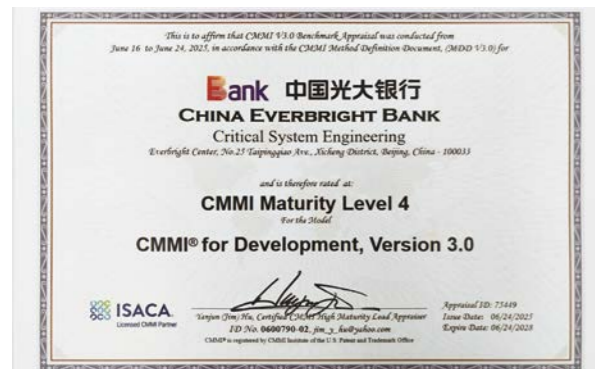 This is to affirm that CMMI V3.0 Benchmark Appraisal was conducted from
June 16 to June 24, 2025, in accordance with the CMMI Method Definition Document, (MDD V3.0) for
Bank 中国光大银行
CHINA EVERBRIGHT BANK
Critical System Engineering
Everbright Center, No.25 Taipingqiao Ave., Xicheng District, Beijing, China - 100033
and is therefore rated at:
CMMI Maturity Level 4
For the Model
CMMI® for Development, Version 3.0
ISACA
Licensed CMMI Partner
Yanjun (Jim) Hu, Certified CMMI High Maturity Lead Appraiser
ID No. 0600790-02, jim_y_hu@yahoo.com
CMMI® is registered by CMMI Institute of the U.S. Patent and Trademark Office
Appraisal ID: 75449
Issue Date: 06/24/2025
Expire Date: 06/24/2028